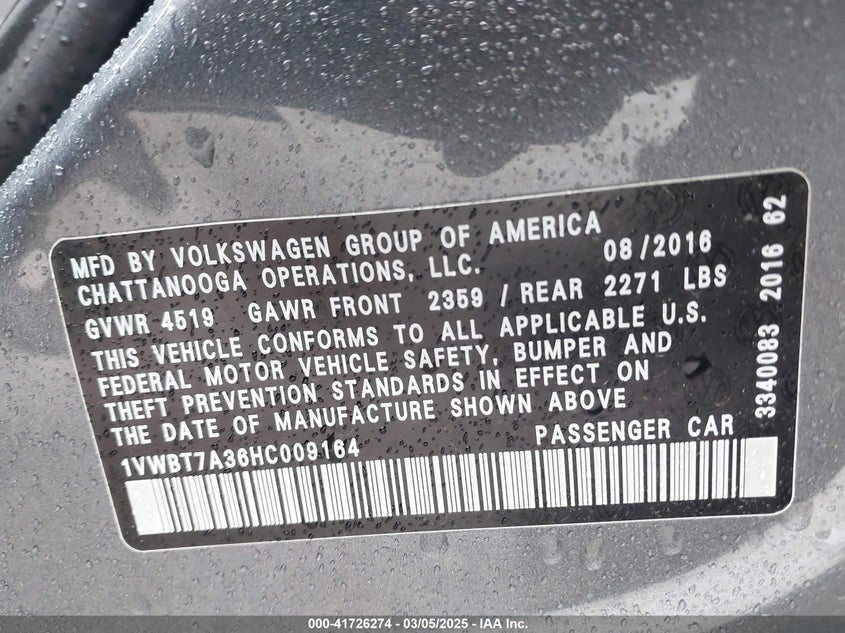 MFD BY VOLKSWAGEN GROUP OF AMERICA
CHATTANOOGA OPERATIONS, LLC. 08/2016
GVWR 4519 GAWR FRONT 2359 / REAR 2271 LBS
THIS VEHICLE CONFORMS TO ALL APPLICABLE U.S.
FEDERAL MOTOR VEHICLE SAFETY, BUMPER AND
THEFT PREVENTION STANDARDS IN EFFECT ON
THE DATE OF MANUFACTURE SHOWN ABOVE
1VWBT7A36HC009164 PASSENGER CAR
3340083 2016 62
000-41726274 - 03/05/2025 - IAA Inc.